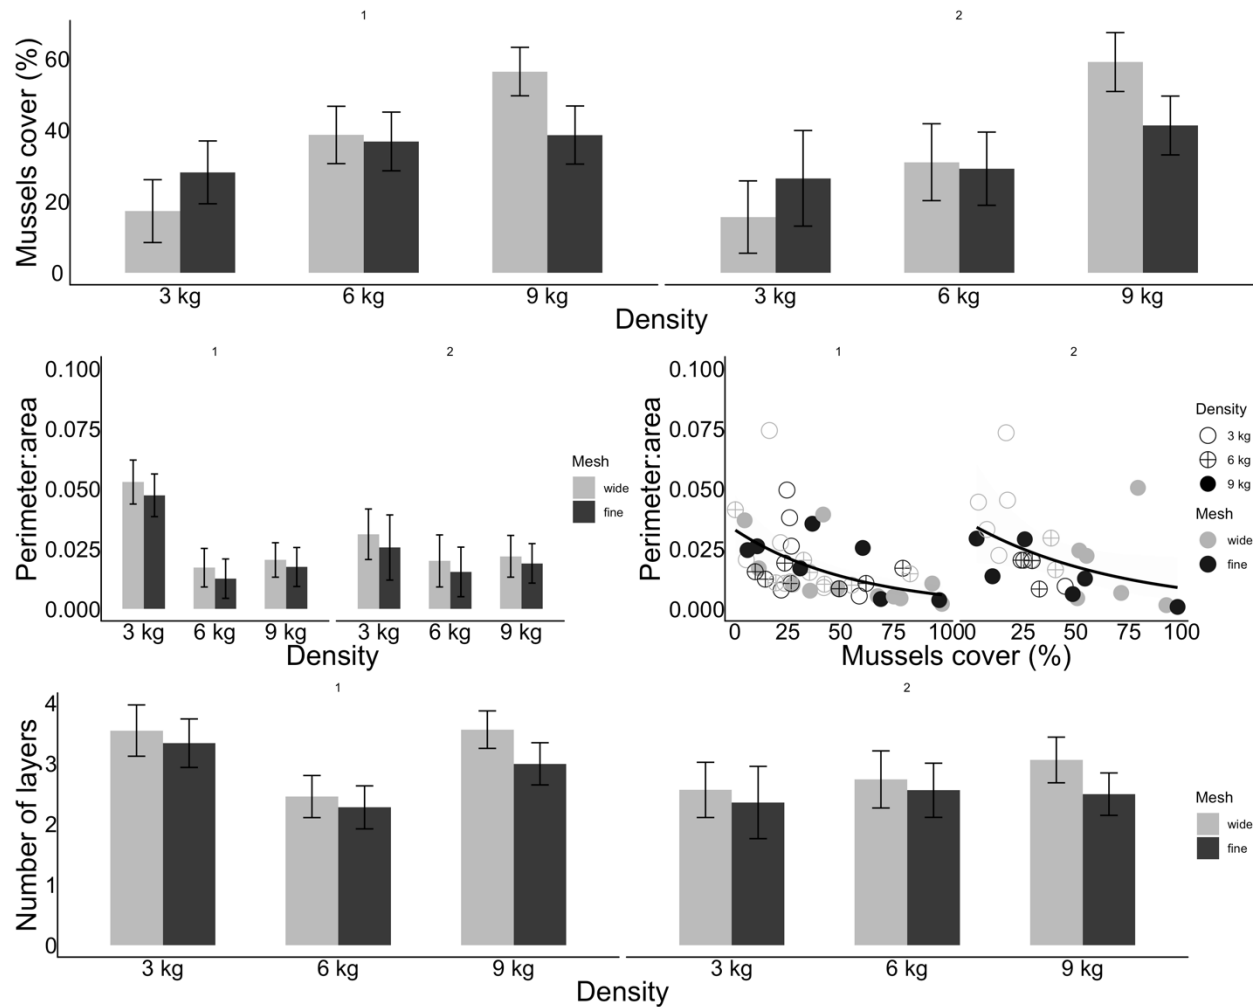 1 2
Mussels cover (%)
60
40
20
0
3 kg 6 kg 9 kg 3 kg 6 kg 9 kg
Density
1 2
Perimeter:area
0.100
0.075
0.050
0.025
0.000
3 kg 6 kg 9 kg 3 kg 6 kg 9 kg
Density
Mesh
wide
fine
1 2
Perimeter:area
0.100
0.075
0.050
0.025
0.000
0 25 50 75 100 0 25 50 75 100
Mussels cover (%)
Density
3 kg
6 kg
9 kg
Mesh
wide
fine
1 2
Number of layers
4
3
2
1
0
3 kg 6 kg 9 kg 3 kg 6 kg 9 kg
Density
Mesh
wide
fine